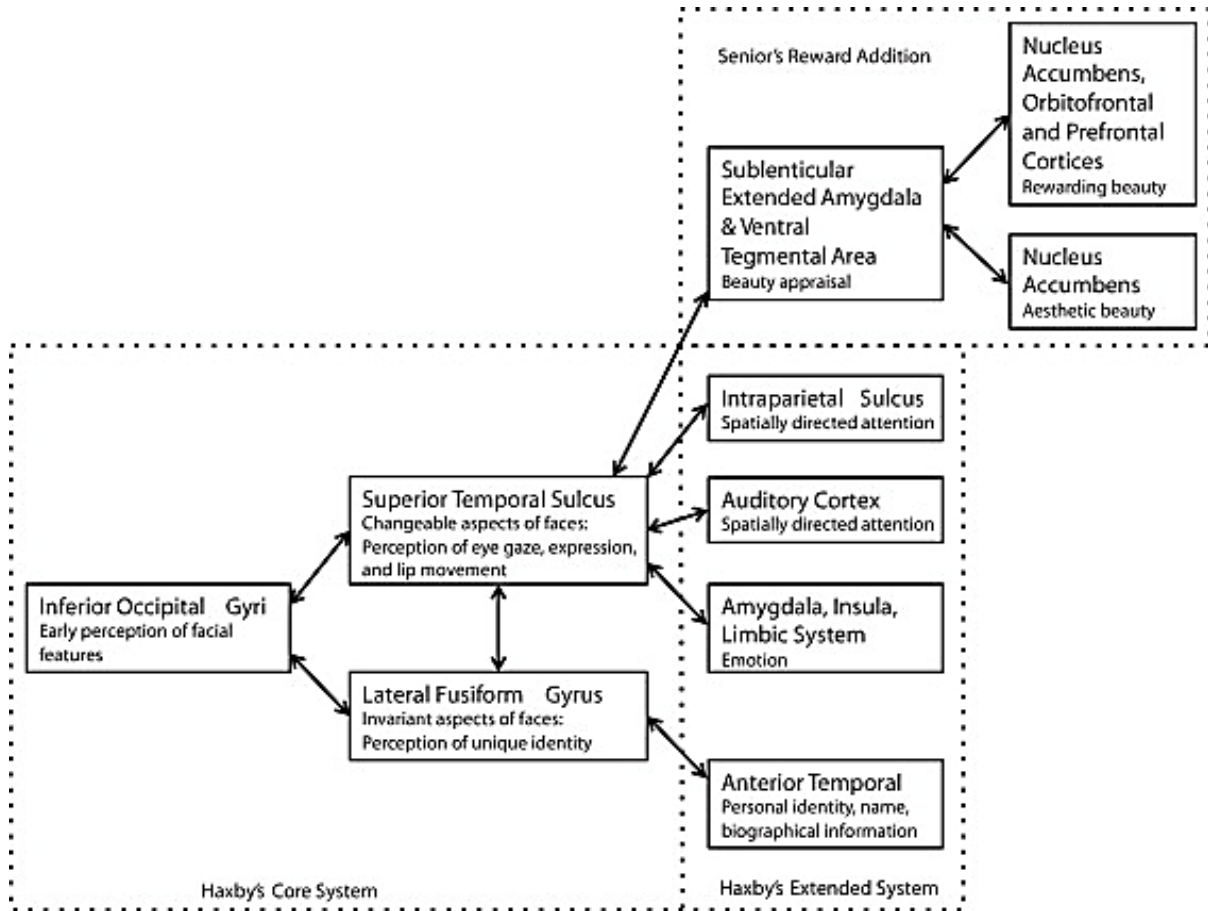 Senior's Reward Addition
Nucleus
Accumbens,
Orbitofrontal
and Prefrontal
Cortices
Rewarding beauty
Sublenticular
Extended Amygdala
& Ventral
Tegmental Area
Beauty appraisal
Nucleus
Accumbens
Aesthetic beauty
Intraparietal Sulcus
Spatially directed attention
Superior Temporal Sulcus
Changeable aspects of faces:
Perception of eye gaze, expression,
and lip movement
Auditory Cortex
Spatially directed attention
Inferior Occipital Gyri
Early perception of facial
features
Amygdala, Insula,
Limbic System
Emotion
Lateral Fusiform Gyrus
Invariant aspects of faces:
Perception of unique identity
Anterior Temporal
Personal identity, name,
biographical information
Haxby's Core System
Haxby's Extended System